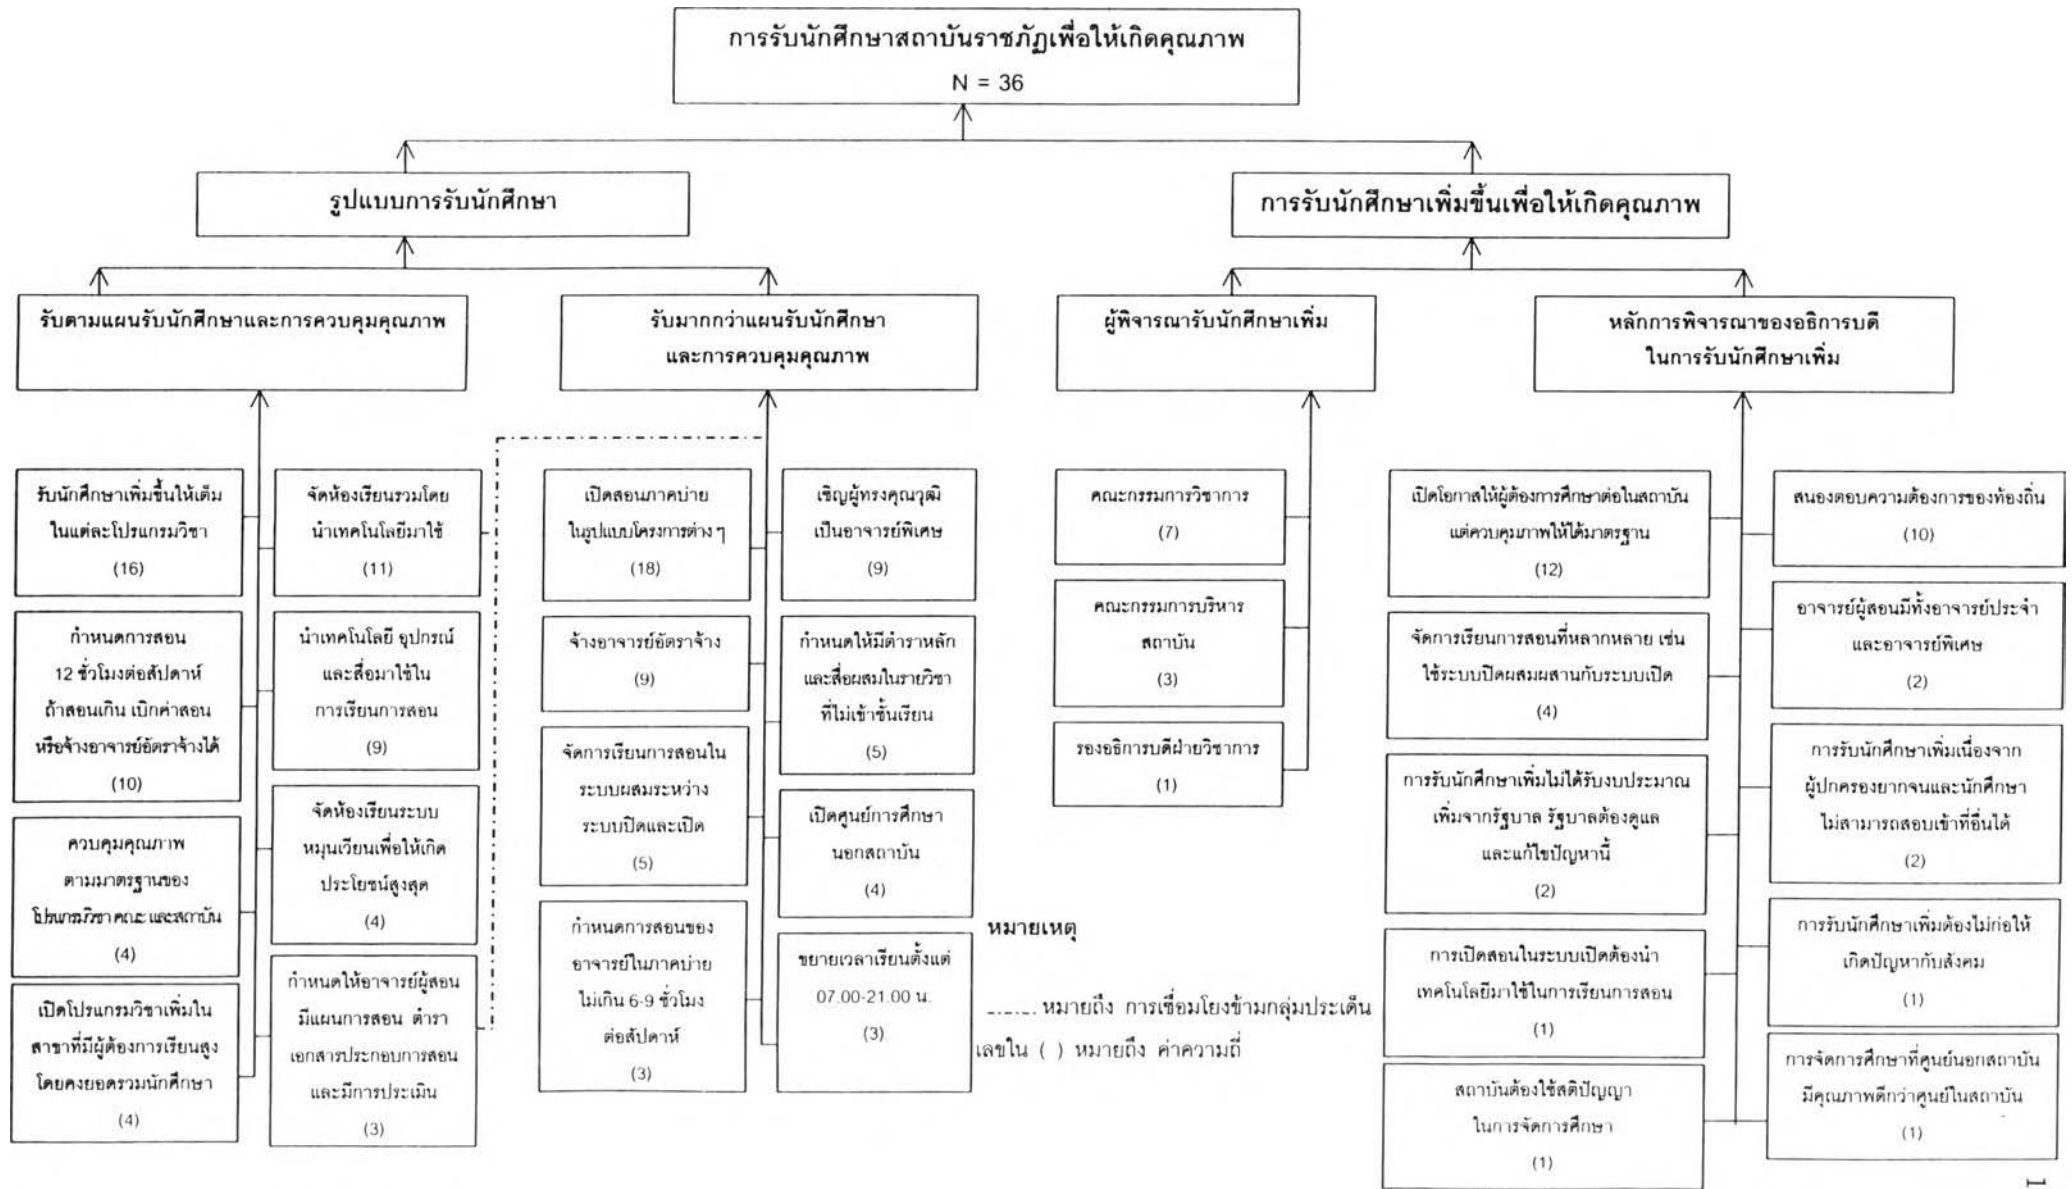 การรับนักศึกษาสถาบันราชภัฏเพื่อให้เกิดคุณภาพ
N = 36
รูปแบบการรับนักศึกษา
การรับนักศึกษาเพิ่มขึ้นเพื่อให้เกิดคุณภาพ
รับตามแผนรับนักศึกษาและการควบคุมคุณภาพ
รับมากกว่าแผนรับนักศึกษา
และการควบคุมคุณภาพ
ผู้พิจารณารับนักศึกษาเพิ่ม
หลักการพิจารณาของอธิการบดี
ในการรับนักศึกษาเพิ่ม
รับนักศึกษาเพิ่มขึ้นให้เต็ม
ในแต่ละโปรแกรมวิชา
(16)
กำหนดการสอน
12 ชั่วโมงต่อสัปดาห์
ถ้าสอนเกิน เบิกค่าสอน
หรือจ้างอาจารย์อัตราจ้างได้
(10)
ควบคุมคุณภาพ
ตามมาตรฐานของ
โปรแกรมวิชา คณะ และสถาบัน
(4)
เปิดโปรแกรมวิชาเพิ่มใน
สาขาที่มีผู้ต้องการเรียนสูง
โดยคงยอดรวมนักศึกษา
(4)
จัดห้องเรียนรวมโดย
นำเทคโนโลยีมาใช้
(11)
นำเทคโนโลยี อุปกรณ์
และสื่อมาใช้ใน
การเรียนการสอน
(9)
จัดห้องเรียนระบบ
หมุนเวียนเพื่อให้เกิด
ประโยชน์สูงสุด
(4)
กำหนดให้อาจารย์ผู้สอน
มีแผนการสอน ตำรา
เอกสารประกอบการสอน
และมีการประเมิน
(3)
เปิดสอนภาคบ่าย
ในรูปแบบโครงการต่าง ๆ
(18)
จ้างอาจารย์อัตราจ้าง
(9)
จัดการเรียนการสอนใน
ระบบผสมระหว่าง
ระบบปิดและเปิด
(5)
กำหนดการสอนของ
อาจารย์ในภาคบ่าย
ไม่เกิน 6-9 ชั่วโมง
ต่อสัปดาห์
(3)
เชิญผู้ทรงคุณวุฒิ
เป็นอาจารย์พิเศษ
(9)
กำหนดให้มีตำราหลัก
และสื่อผสมในรายวิชา
ที่ไม่เข้าชั้นเรียน
(5)
เปิดศูนย์การศึกษา
นอกสถาบัน
(4)
ขยายเวลาเรียนตั้งแต่
07.00-21.00 น.
(3)
คณะกรรมการวิชาการ
(7)
คณะกรรมการบริหาร
สถาบัน
(3)
รองอธิการบดีฝ่ายวิชาการ
(1)
เปิดโอกาสให้ผู้ต้องการศึกษาต่อในสถาบัน
แต่ควบคุมภาพให้ได้มาตรฐาน
(12)
จัดการเรียนการสอนที่หลากหลาย เช่น
ใช้ระบบปิดผสมผสานกับระบบเปิด
(4)
การรับนักศึกษาเพิ่มไม่ได้รับงบประมาณ
เพิ่มจากรัฐบาล รัฐบาลต้องดูแล
และแก้ไขปัญหานี้
(2)
การเปิดสอนในระบบเปิดต้องนำ
เทคโนโลยีมาใช้ในการเรียนการสอน
(1)
สถาบันต้องใช้สติปัญญา
ในการจัดการศึกษา
(1)
สนองตอบความต้องการของท้องถิ่น
(10)
อาจารย์ผู้สอนมีทั้งอาจารย์ประจำ
และอาจารย์พิเศษ
(2)
การรับนักศึกษาเพิ่มเนื่องจาก
ผู้ปกครองยากจนและนักศึกษา
ไม่สามารถสอบเข้าที่อื่นได้
(2)
การรับนักศึกษาเพิ่มต้องไม่ก่อให้
เกิดปัญหากับสังคม
(1)
การจัดการศึกษาที่ศูนย์นอกสถาบัน
มีคุณภาพดีกว่าศูนย์ในสถาบัน
(1)
หมายเหตุ
หมายถึง การเชื่อมโยงข้ามกลุ่มประเด็น
เลขใน ( ) หมายถึง ค่าความถี่
1